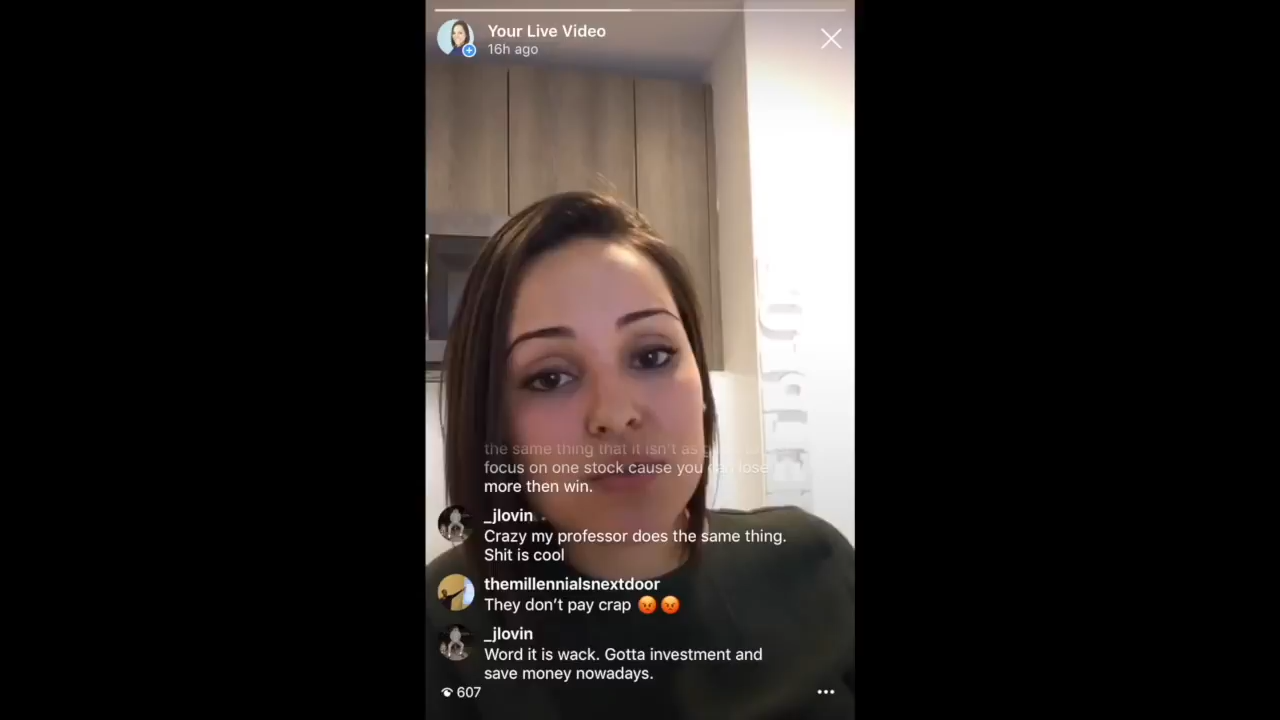 Your Live Video
16h ago
the same thing that it isn't as
focus on one stock cause you can lose
more then win.
_jlovin
Crazy my professor does the same thing.
Shit is cool
themillennialsnextdoor
They don't pay crap 😡😡
_jlovin
Word it is wack. Gotta investment and
save money nowadays.
607